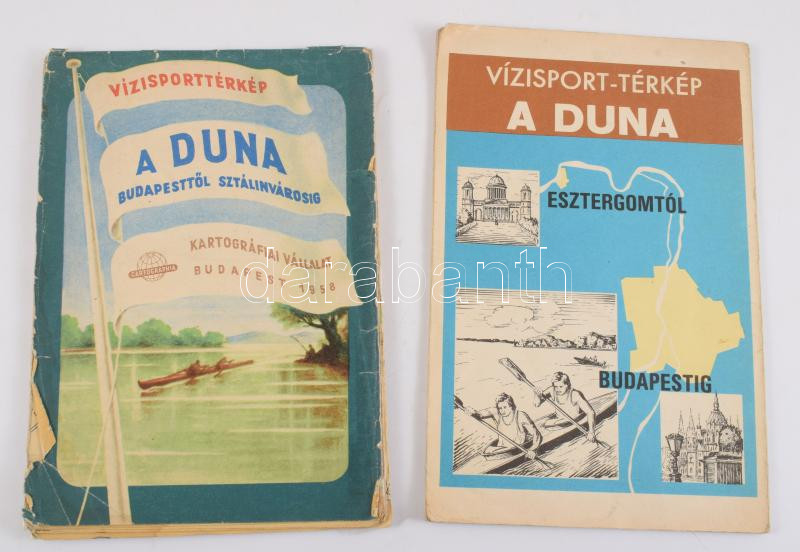 VÍZISPORTTÉRKÉP
A DUNA
BUDAPESTTŐL SZTÁLINVÁROSIG
CARTOGRAPHIA
KARTOGRÁFIAI VÁLLALAT
BUDAPEST, 1958
VÍZISPORT-TÉRKÉP
A DUNA
ESZTERGOMTÓL
BUDAPESTIG
darabanth